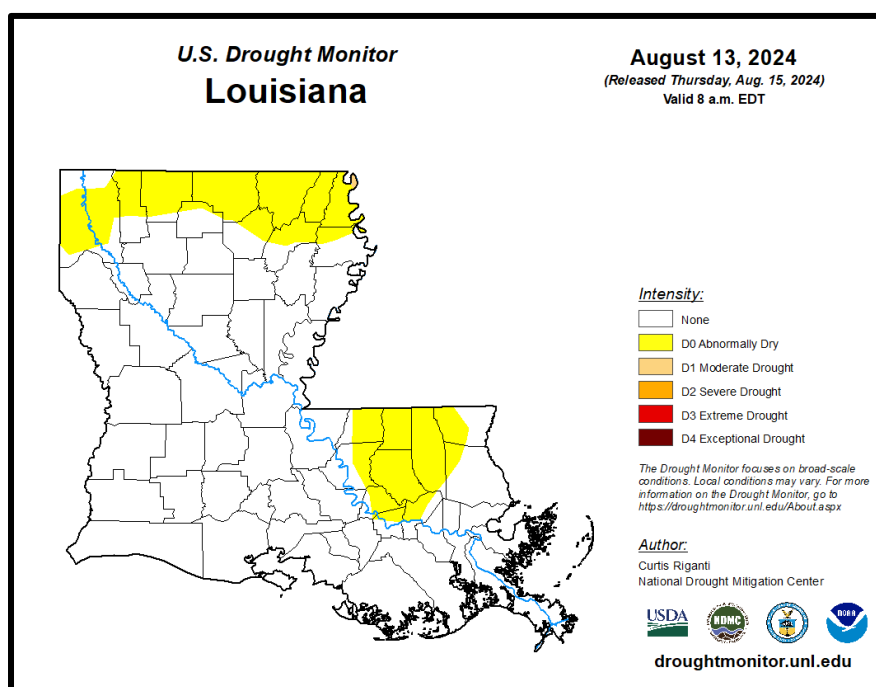 U.S. Drought Monitor
Louisiana
August 13, 2024
(Released Thursday, Aug. 15, 2024)
Valid 8 a.m. EDT
Intensity:
None
D0 Abnormally Dry
D1 Moderate Drought
D2 Severe Drought
D3 Extreme Drought
D4 Exceptional Drought
The Drought Monitor focuses on broad-scale
conditions. Local conditions may vary. For more
information on the Drought Monitor, go to
https://droughtmonitor.unl.edu/About.aspx
Author:
Curtis Riganti
National Drought Mitigation Center
USDA
NDMC
NOAA
droughtmonitor.unl.edu